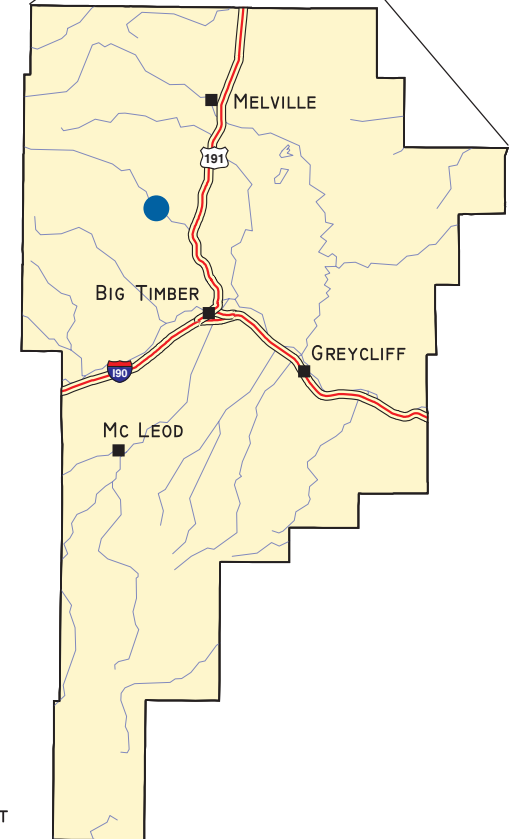 MELVILLE
191
BIG TIMBER
GREYCLIFF
I90
MC LEOD
T